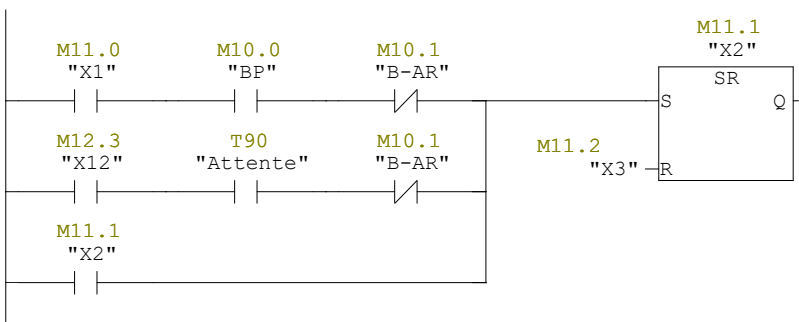 M11.1
"X2"
M11.0 M10.0 M10.1
"X1" "BP" "B-AR"
SR
S Q
M12.3 T90 M10.1
"X12" "Attente" "B-AR"
M11.2
"X3" R
M11.1
"X2"